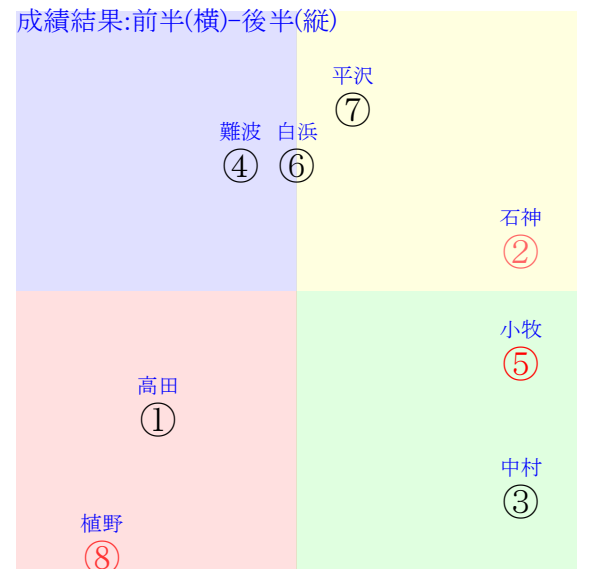 成績結果:前半(横)−後半(縦)
平沢
⑦
難波 白浜
④ ⑥
石神
②
小牧
⑤
高田
①
中村
③
植野
⑧